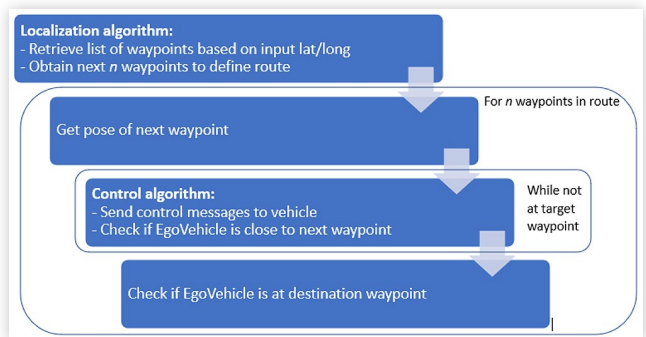 Localization algorithm:
- Retrieve list of waypoints based on input lat/long
- Obtain next n waypoints to define route
For n waypoints in route
Get pose of next waypoint
Control algorithm:
- Send control messages to vehicle
- Check if EgoVehicle is close to next waypoint
While not
at target
waypoint
Check if EgoVehicle is at destination waypoint